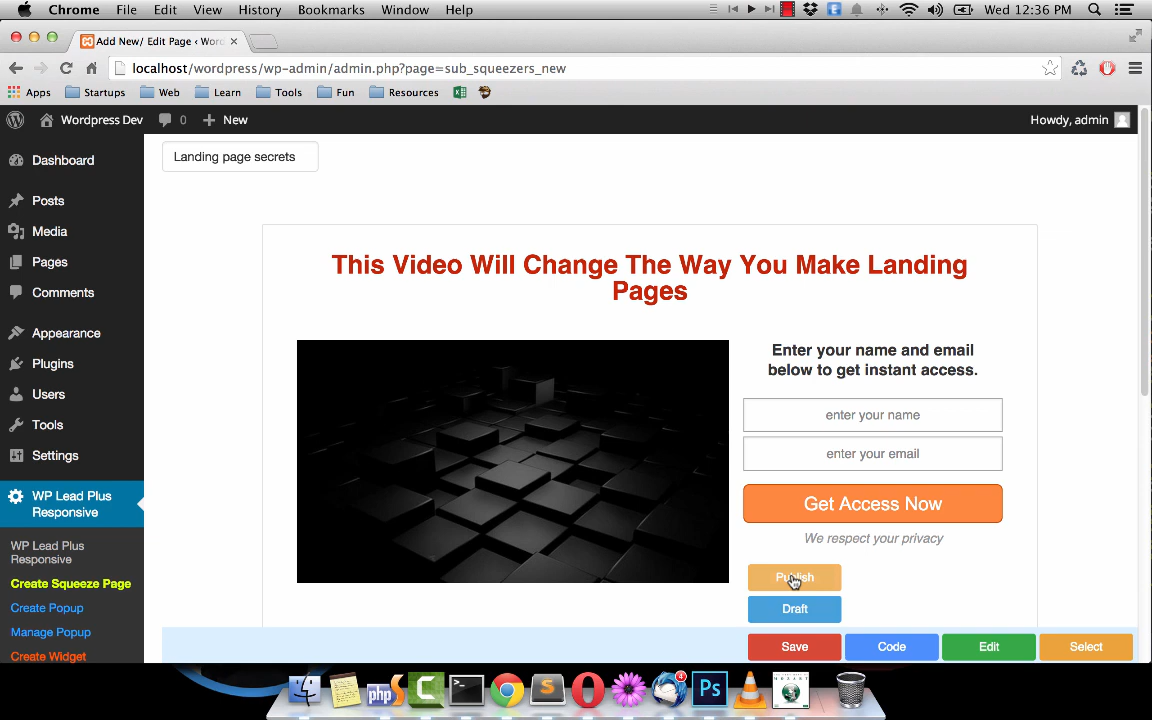 Chrome File Edit View History Bookmarks Window Help Wed 12:36 PM
Add New/ Edit Page ‹ Word
localhost/wordpress/wp-admin/admin.php?page=sub_squeezers_new
Apps Startups Web Learn Tools Fun Resources
Wordpress Dev 0 New Howdy, admin
Dashboard
Posts
Media
Pages
Comments
Appearance
Plugins
Users
Tools
Settings
WP Lead Plus
Responsive
WP Lead Plus
Responsive
Create Squeeze Page
Create Popup
Manage Popup
Create Widget
Landing page secrets
This Video Will Change The Way You Make Landing
Pages
Enter your name and email
below to get instant access.
enter your name
enter your email
Get Access Now
We respect your privacy
Publish
Draft
Save Code Edit Select
php
C
S
4
Ps